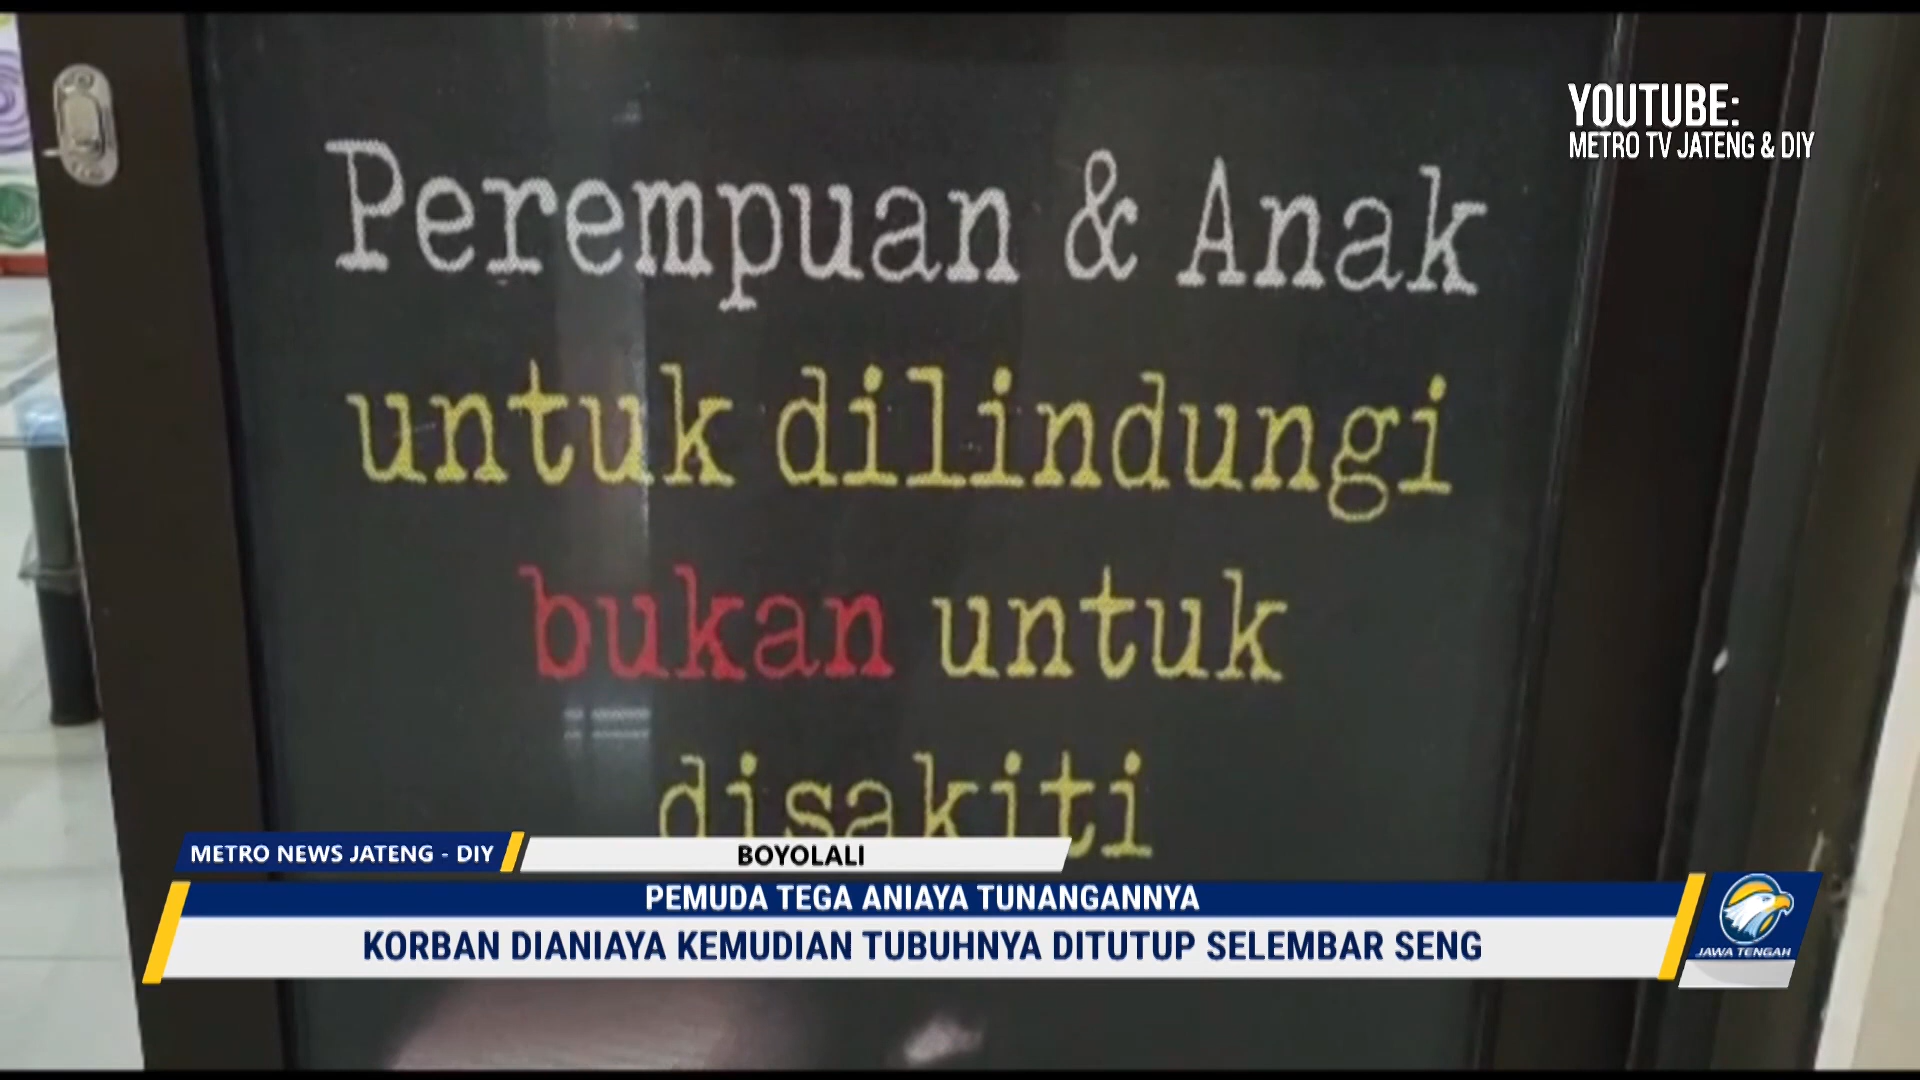 YOUTUBE:
METRO TV JATENG & DIY
Perempuan & Anak
untuk dilindungi
bukan untuk
disakiti
METRO NEWS JATENG - DIY
BOYOLALI
PEMUDA TEGA ANIAYA TUNANGANNYA
KORBAN DIANIAYA KEMUDIAN TUBUHNYA DITUTUP SELEMBAR SENG
JAWA TENGAH